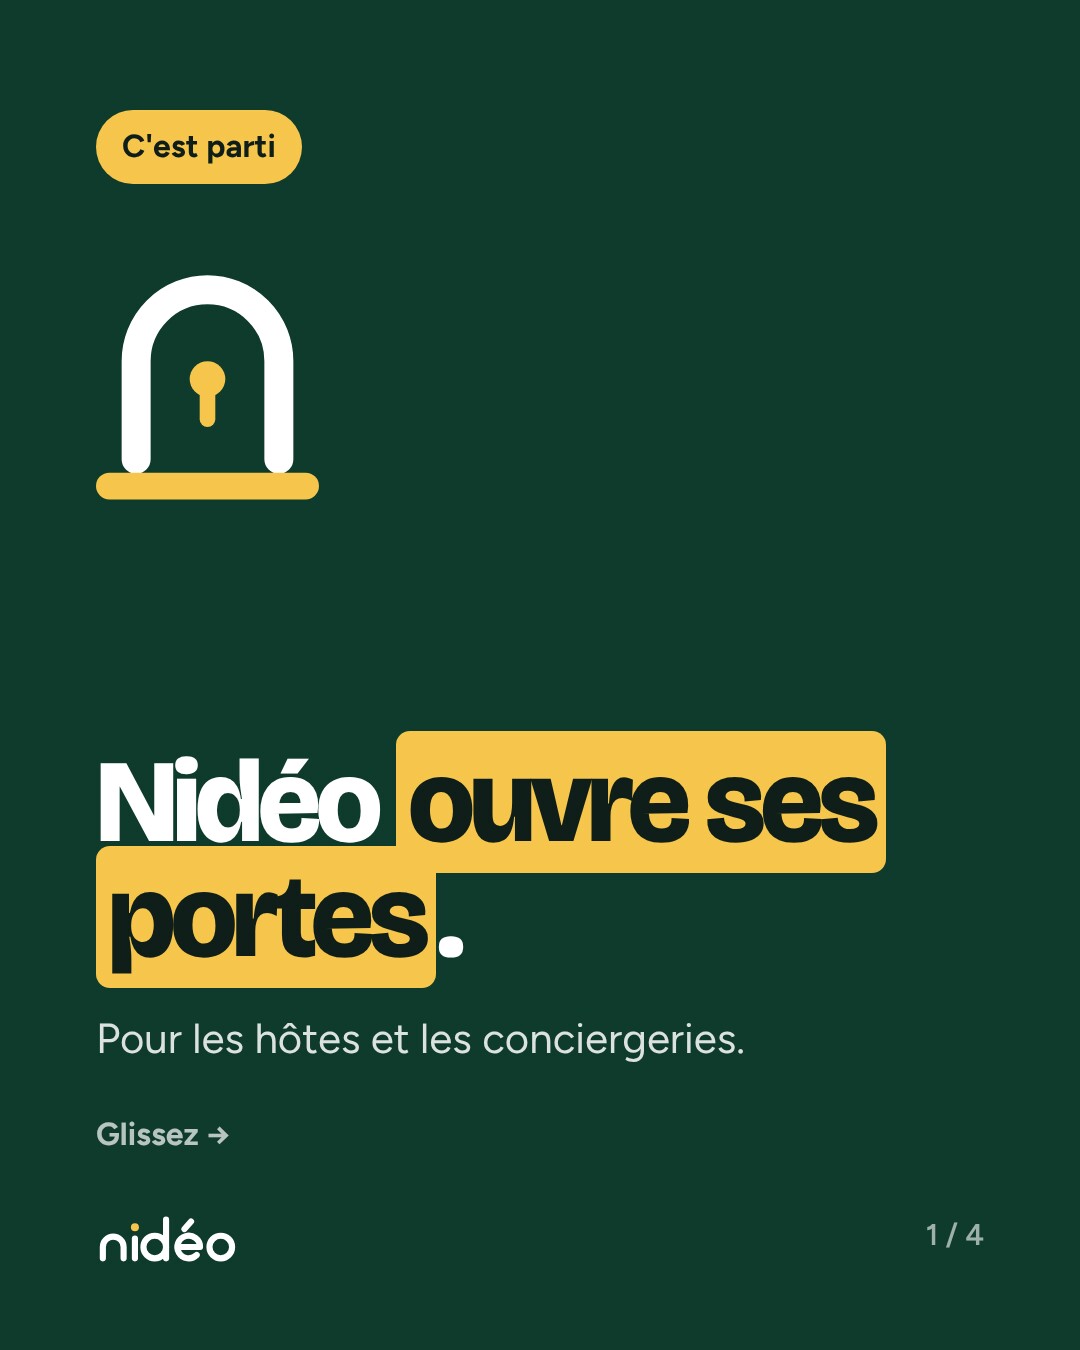 C'est parti
Nidéo ouvre ses
portes.
Pour les hôtes et les conciergeries.
Glissez →
nidéo
1 / 4